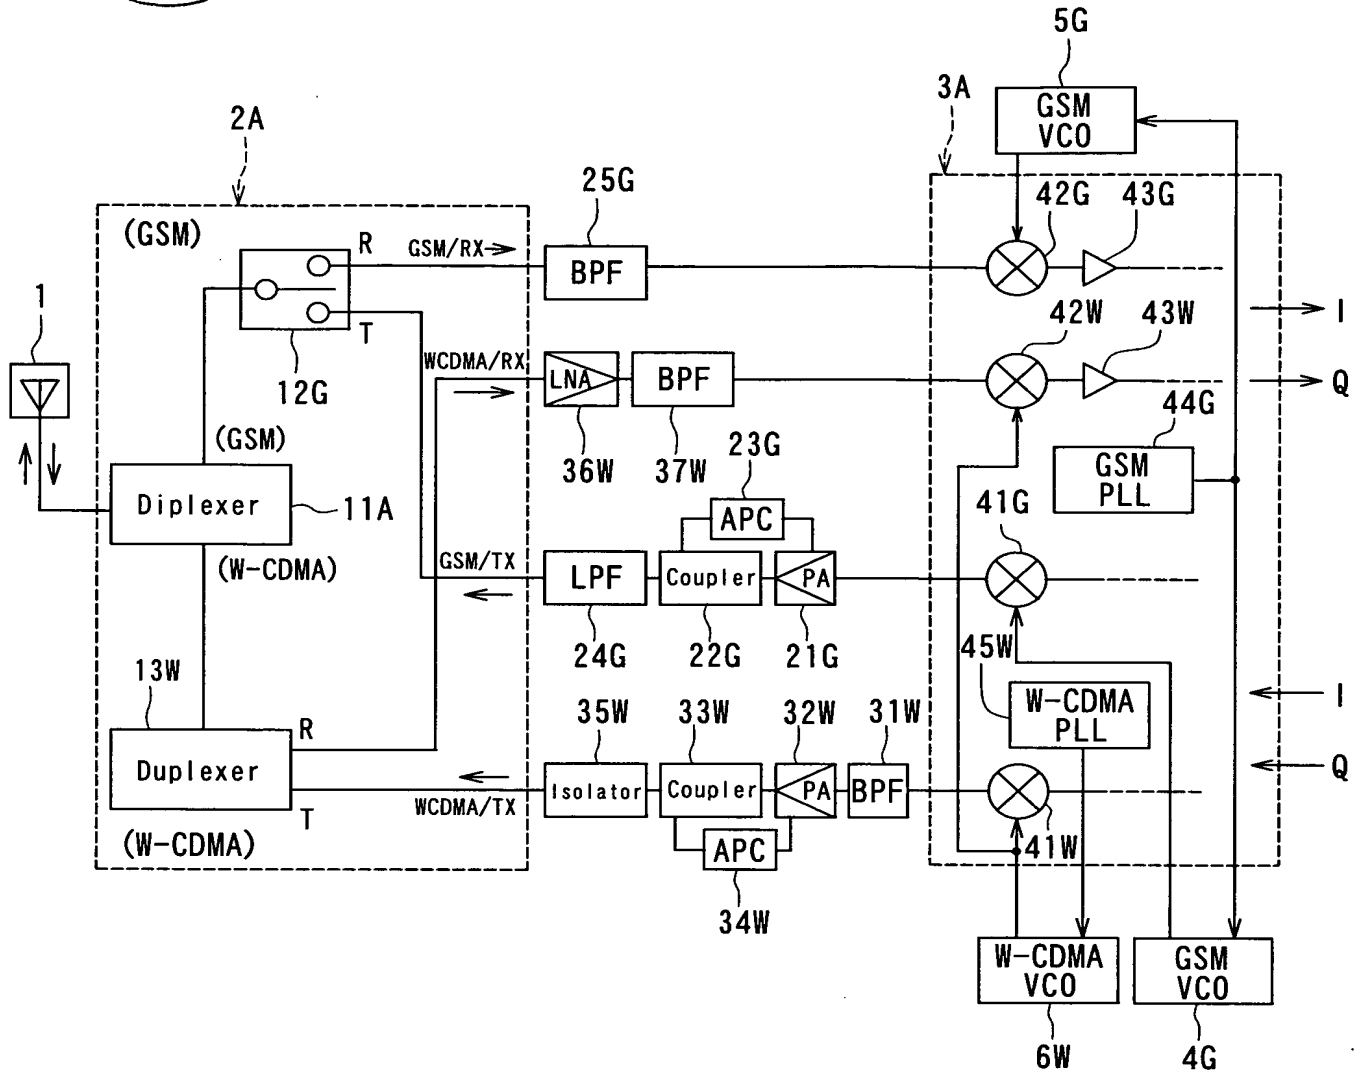 5G
3A
GSM
VCO
2A
25G
42G
43G
(GSM)
R
GSM/RX
BPF
I
1
T
42W
43W
12G
WCDMA/RX
LNA
BPF
Q
44G
(GSM)
36W
37W
23G
GSM
PLL
Diplexer
11A
APC
41G
(W-CDMA)
GSM/TX
LPF
Coupler
PA
24G
22G
21G
45W
13W
35W
33W
32W
31W
W-CDMA
PLL
I
R
Duplexer
Isolator
Coupler
PA
BPF
Q
T
WCDMA/TX
(W-CDMA)
APC
41W
34W
W-CDMA
VCO
GSM
VCO
6W
4G